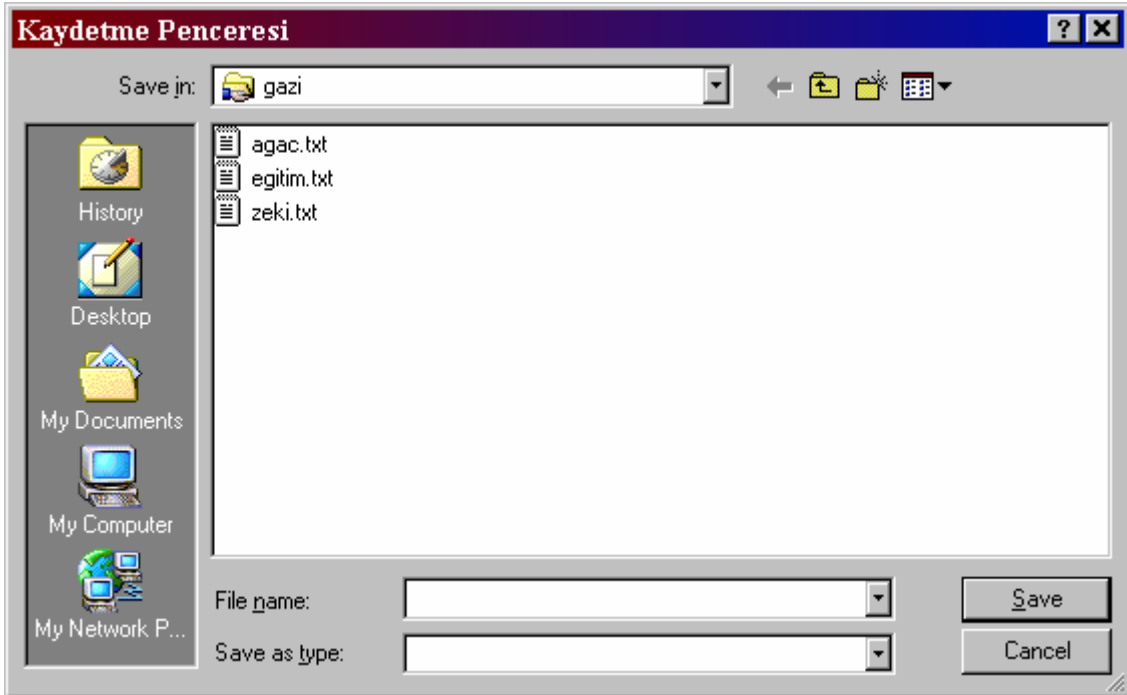 Kaydetme Penceresi
Save in: gazi
agac.txt
egitim.txt
zeki.txt
History
Desktop
My Documents
My Computer
My Network P...
File name:
Save
Save as type:
Cancel